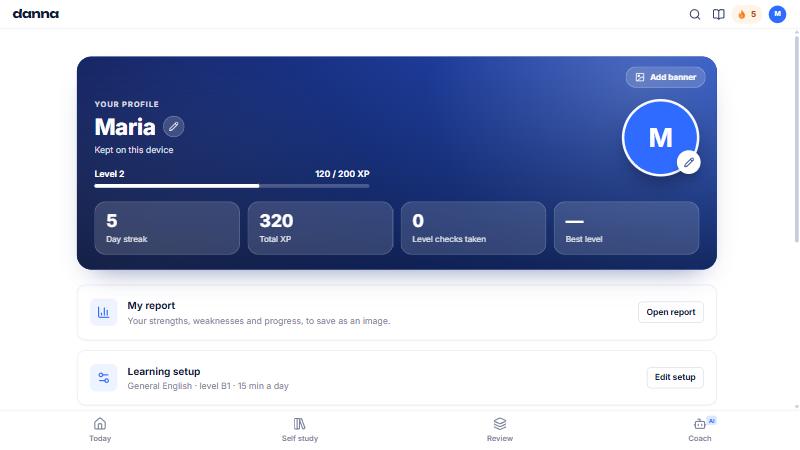 danna
5
M
Add banner
YOUR PROFILE
Maria
Kept on this device
M
Level 2
120 / 200 XP
5
Day streak
320
Total XP
0
Level checks taken
—
Best level
My report
Your strengths, weaknesses and progress, to save as an image.
Open report
Learning setup
General English · level B1 · 15 min a day
Edit setup
Today
Self study
Review
AI
Coach